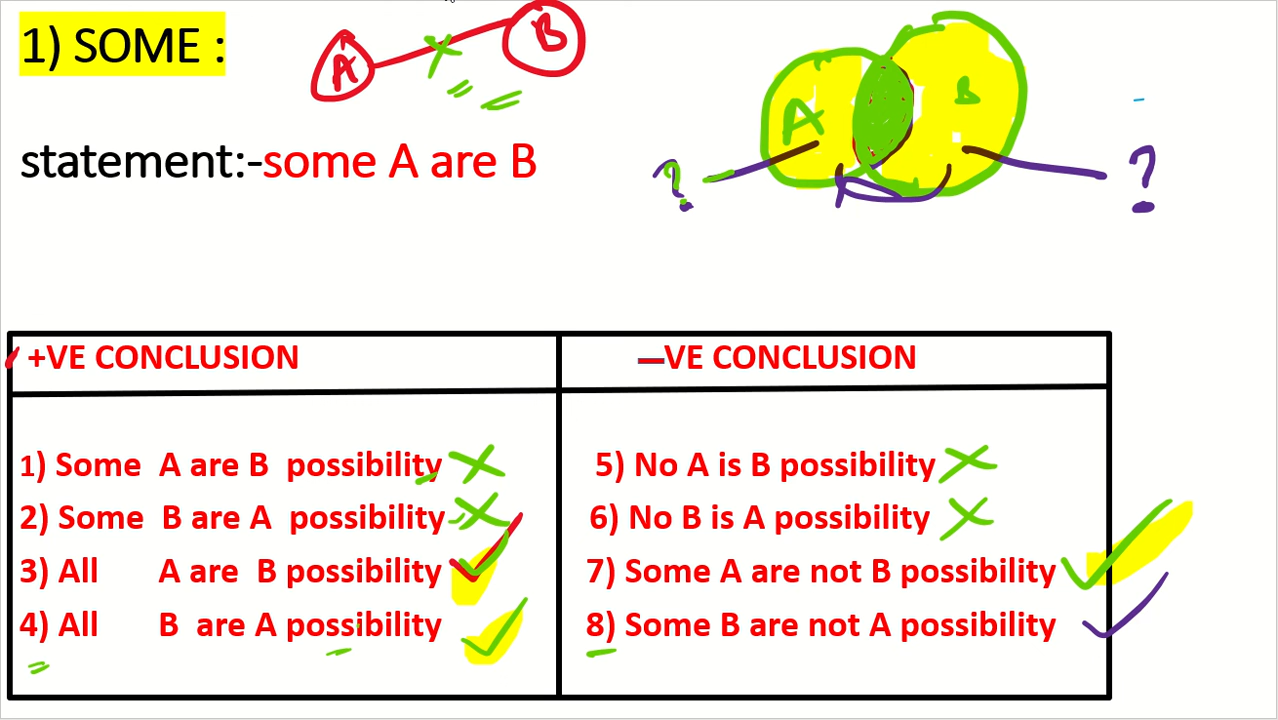 1) SOME :
A B
A B
statement:-some A are B
? ?
+VE CONCLUSION
—VE CONCLUSION
1) Some A are B possibility
2) Some B are A possibility
3) All A are B possibility
4) All B are A possibility
5) No A is B possibility
6) No B is A possibility
7) Some A are not B possibility
8) Some B are not A possibility